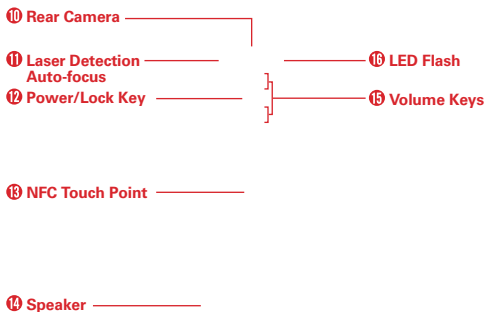 ⑩ Rear Camera
⑪ Laser Detection
Auto-focus
⑫ Power/Lock Key
⑬ NFC Touch Point
⑭ Speaker
⑯ LED Flash
⑮ Volume Keys